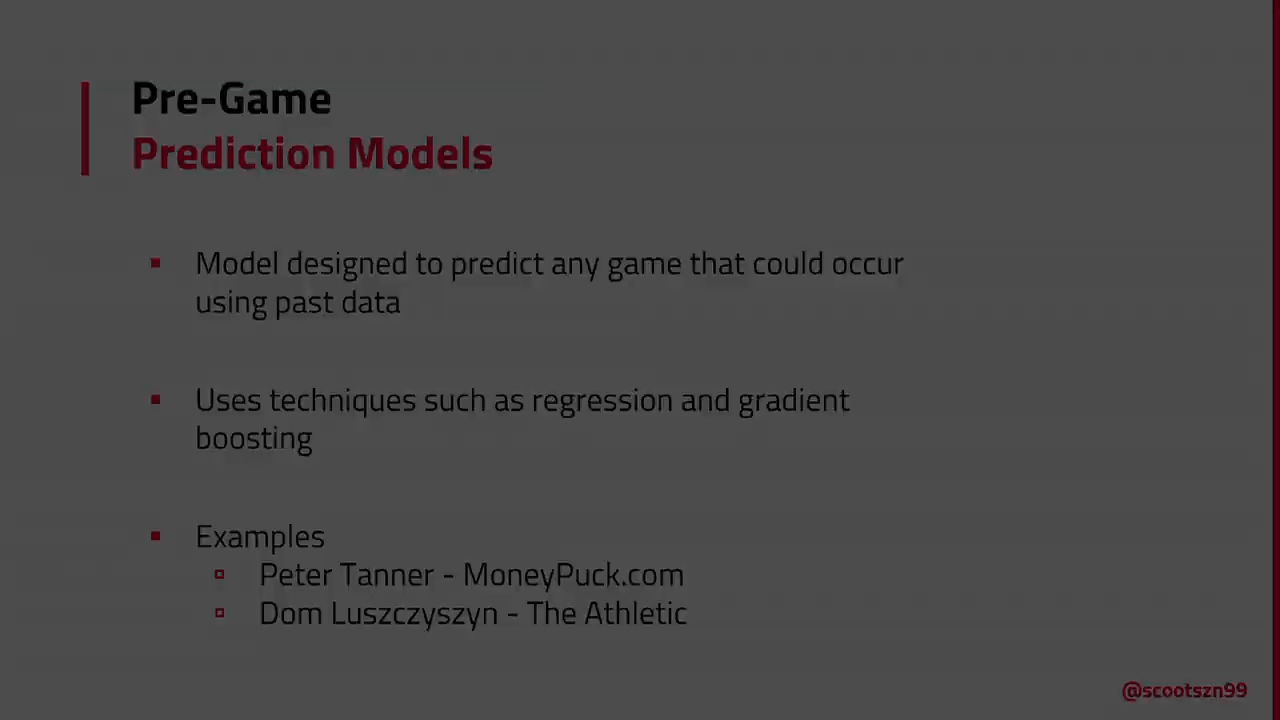 Pre-Game
Prediction Models
Model designed to predict any game that could occur
using past data
Uses techniques such as regression and gradient
boosting
Examples
Peter Tanner - MoneyPuck.com
Dom Luszczyszyn - The Athletic
@scootszn99